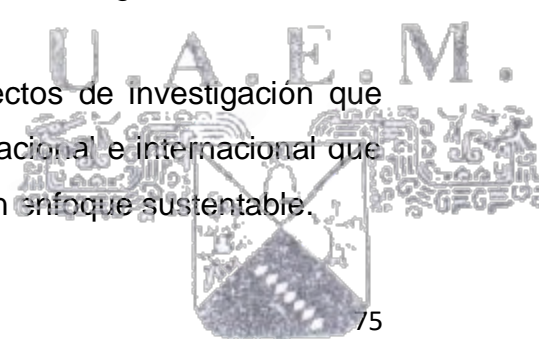 U.A.E.M.
ectos de investigación que
acional e internacional que
n enfoque sustentable.
75